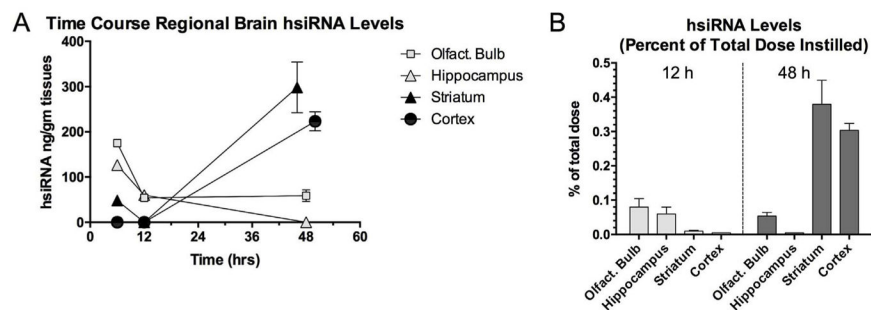 A
Time Course Regional Brain hsiRNA Levels
hsiRNA ng/gm tissues
400
300
200
100
0
0 12 24 36 48 60
Time (hrs)
Olfact. Bulb
Hippocampus
Striatum
Cortex
B
hsiRNA Levels
(Percent of Total Dose Instilled)
12 h 48 h
% of total dose
0.5
0.4
0.3
0.2
0.1
0.0
Olfact. Bulb
Hippocampus
Striatum
Cortex
Olfact. Bulb
Hippocampus
Striatum
Cortex